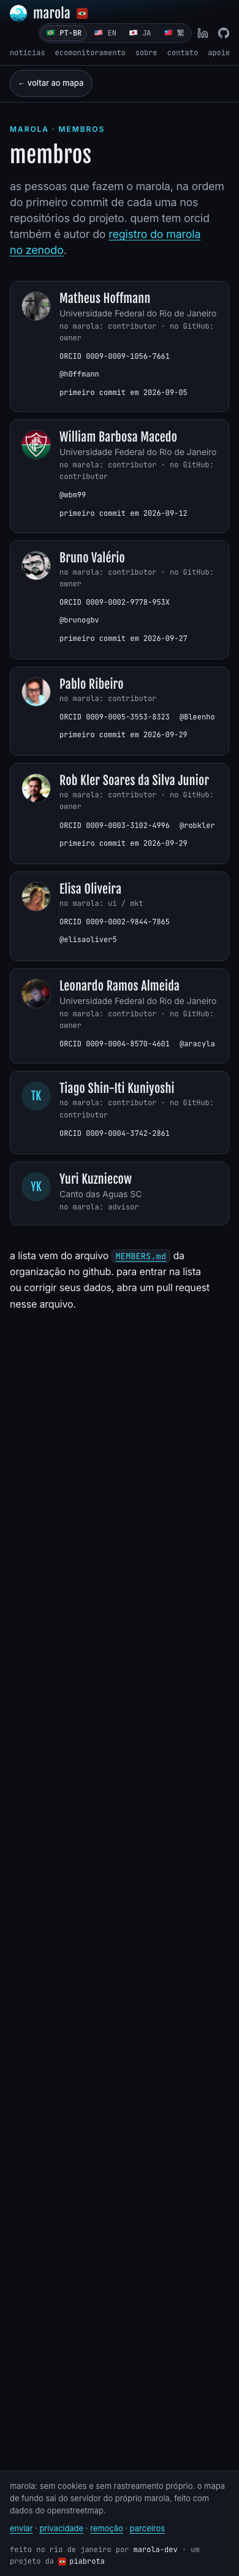 marola
PT-BR EN JA 繁
notícias ecomonitoramento sobre contato apoie
← voltar ao mapa
MAROLA · MEMBROS
membros
as pessoas que fazem o marola, na ordem
do primeiro commit de cada uma nos
repositórios do projeto. quem tem orcid
também é autor do registro do marola
no zenodo.
Matheus Hoffmann
Universidade Federal do Rio de Janeiro
no marola: contributor · no GitHub:
owner
ORCID 0009-0009-1056-7661
@h0ffmann
primeiro commit em 2026-09-05
William Barbosa Macedo
Universidade Federal do Rio de Janeiro
no marola: contributor · no GitHub:
contributor
@wbm99
primeiro commit em 2026-09-12
Bruno Valério
no marola: contributor · no GitHub:
owner
ORCID 0009-0002-9778-953X
@brunogbv
primeiro commit em 2026-09-27
Pablo Ribeiro
no marola: contributor
ORCID 0009-0005-3553-8323 @Bleenho
primeiro commit em 2026-09-29
Rob Kler Soares da Silva Junior
no marola: contributor · no GitHub:
owner
ORCID 0009-0003-3102-4996 @robkler
primeiro commit em 2026-09-29
Elisa Oliveira
no marola: ui / mkt
ORCID 0009-0002-9844-7865
@elisaoliver5
Leonardo Ramos Almeida
Universidade Federal do Rio de Janeiro
no marola: contributor · no GitHub:
owner
ORCID 0009-0004-8570-4601 @aracyla
TK
Tiago Shin-Iti Kuniyoshi
no marola: contributor · no GitHub:
contributor
ORCID 0009-0004-3742-2861
YK
Yuri Kuzniecow
Canto das Aguas SC
no marola: advisor
a lista vem do arquivo MEMBERS.md da
organização no github. para entrar na lista
ou corrigir seus dados, abra um pull request
nesse arquivo.
marola: sem cookies e sem rastreamento próprio. o mapa
de fundo sai do servidor do próprio marola, feito com
dados do openstreetmap.
enviar · privacidade · remoção · parceiros
feito no rio de janeiro por marola-dev · um
projeto da piabrota